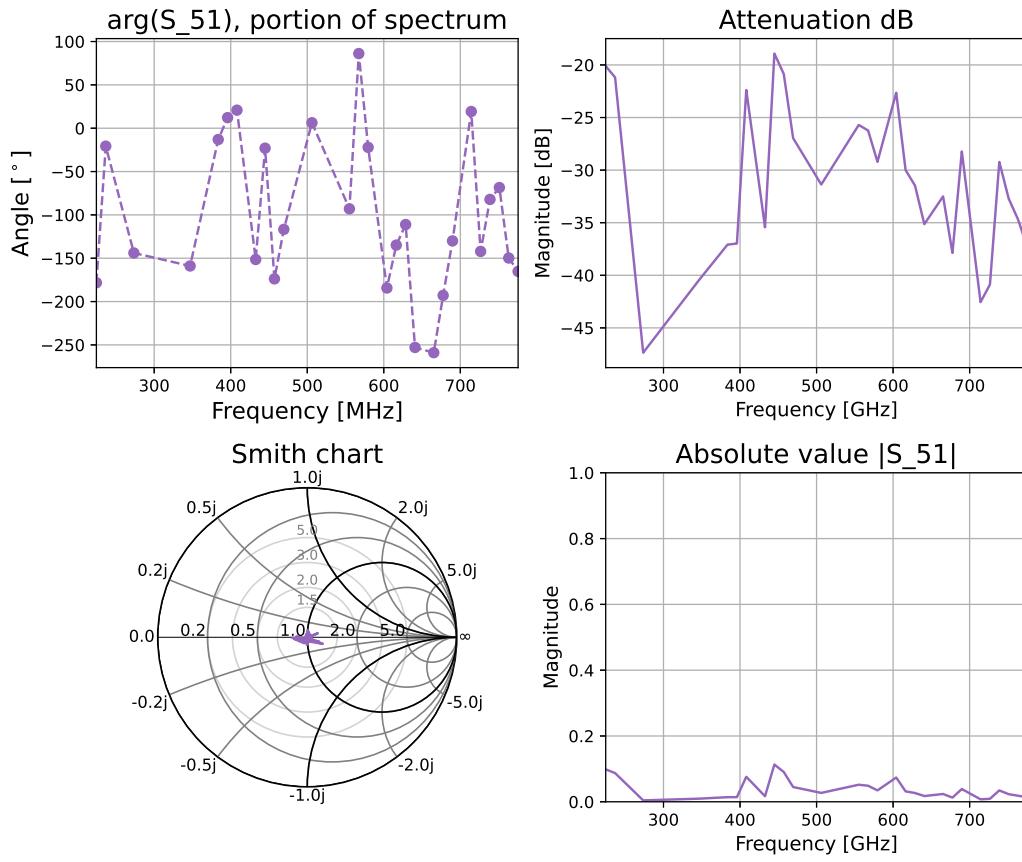 arg(S_51), portion of spectrum
100
50
0
−50
−100
−150
−200
−250
Angle [ ° ]
300 400 500 600 700
Frequency [MHz]
Attenuation dB
−20
−25
−30
−35
−40
−45
Magnitude [dB]
300 400 500 600 700
Frequency [GHz]
Smith chart
1.0j
0.5j 2.0j
5.0
3.0
0.2j 5.0j
2.0
1.5
0.0 0.2 0.5 1.0 2.0 5.0 ∞
-0.2j -5.0j
-0.5j -2.0j
-1.0j
Absolute value |S_51|
1.0
0.8
0.6
0.4
0.2
0.0
Magnitude
300 400 500 600 700
Frequency [GHz]